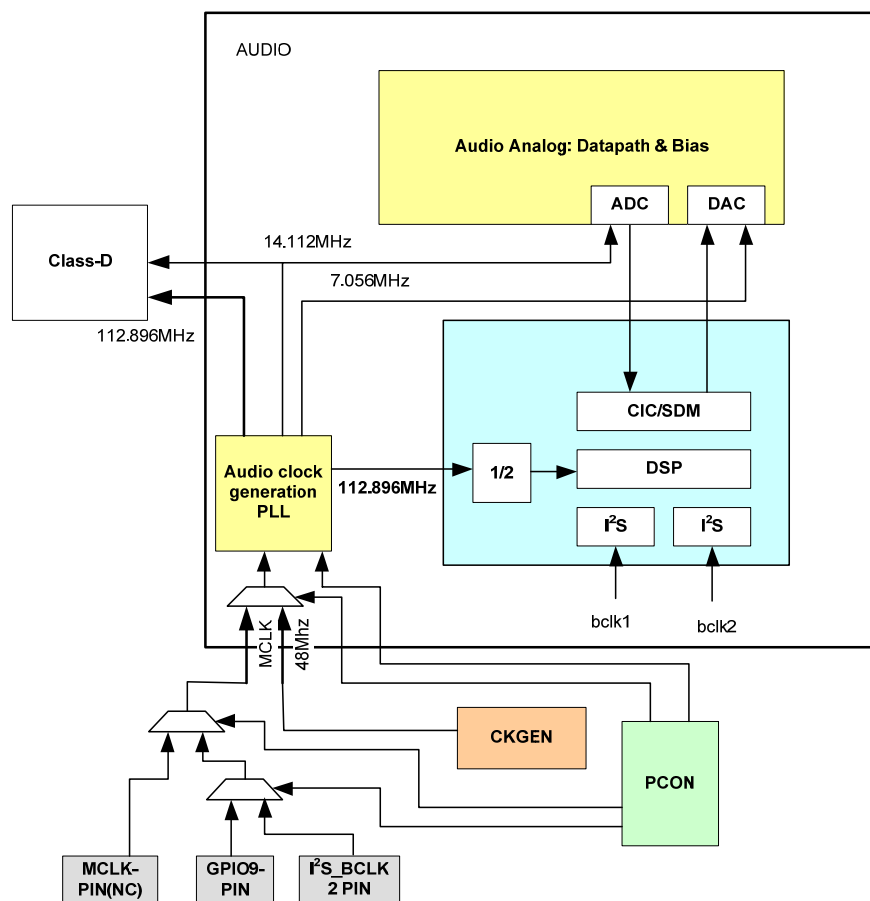 AUDIO
Audio Analog: Datapath & Bias
ADC
DAC
14.112MHz
Class-D
7.056MHz
112.896MHz
CIC/SDM
Audio clock
generation
PLL
112.896MHz
1/2
DSP
I²S
I²S
bclk1
bclk2
MCLK
48Mhz
CKGEN
PCON
MCLK-
PIN(NC)
GPIO9-
PIN
I²S_BCLK
2 PIN